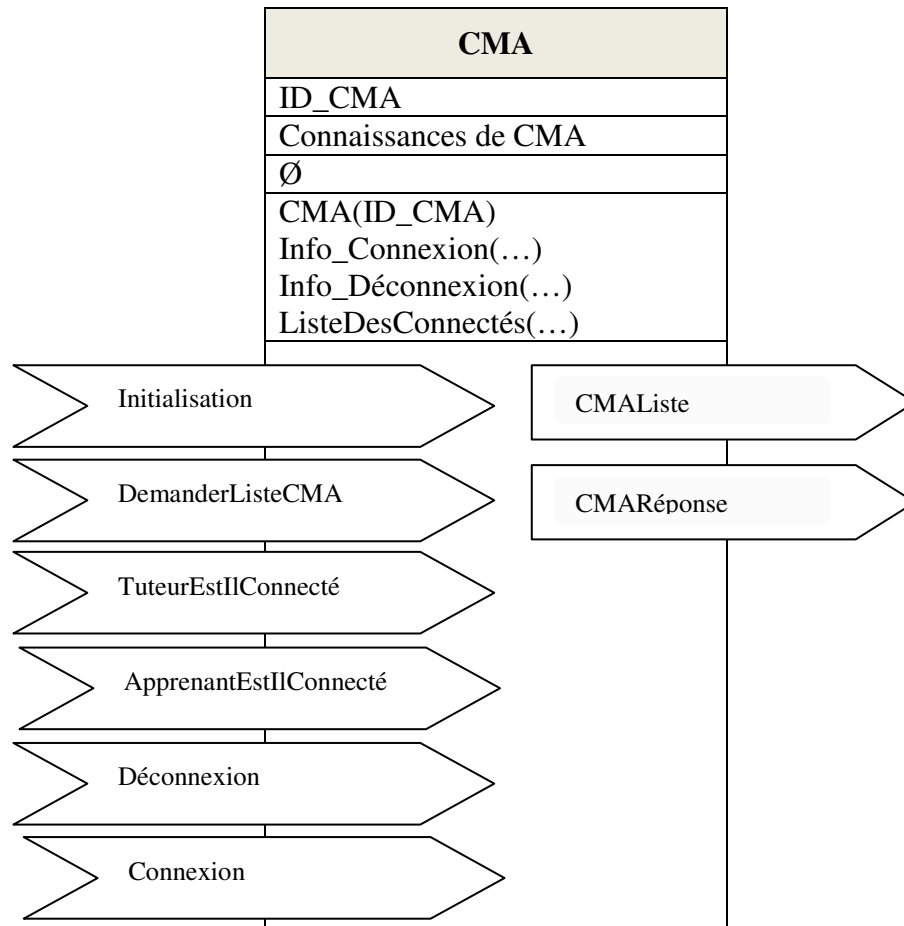 CMA
ID_CMA
Connaissances de CMA
Ø
CMA(ID_CMA)
Info_Connexion(…)
Info_Déconnexion(…)
ListeDesConnectés(…)
Initialisation
CMAListe
DemanderListeCMA
CMARéponse
TuteurEstIlConnecté
ApprenantEstIlConnecté
Déconnexion
Connexion